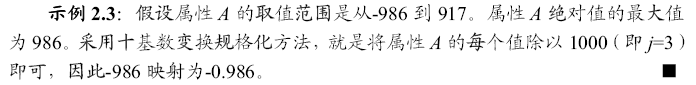 示例 2.3：假设属性 A 的取值范围是从-986 到 917。属性 A 绝对值的最大值
为 986。采用十基数变换规格化方法，就是将属性 A 的每个值除以 1000（即 j=3）
即可，因此-986 映射为-0.986。 ■